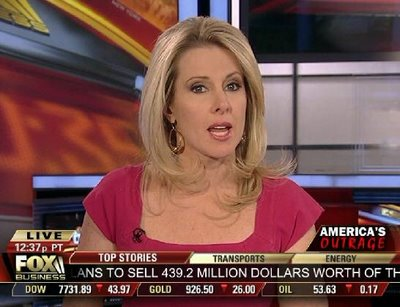 LIVE
12:37p PT
AMERICA'S
OUTRAGE
TOP STORIES
TRANSPORTS
ENERGY
FOX
BUSINESS
ANS TO SELL 439.2 MILLION DOLLARS WORTH OF TH
DOW 7731.89 ▼ 43.97 GOLD 926.50 ▲ 26.00 OIL 53.63 ▼ 0.17